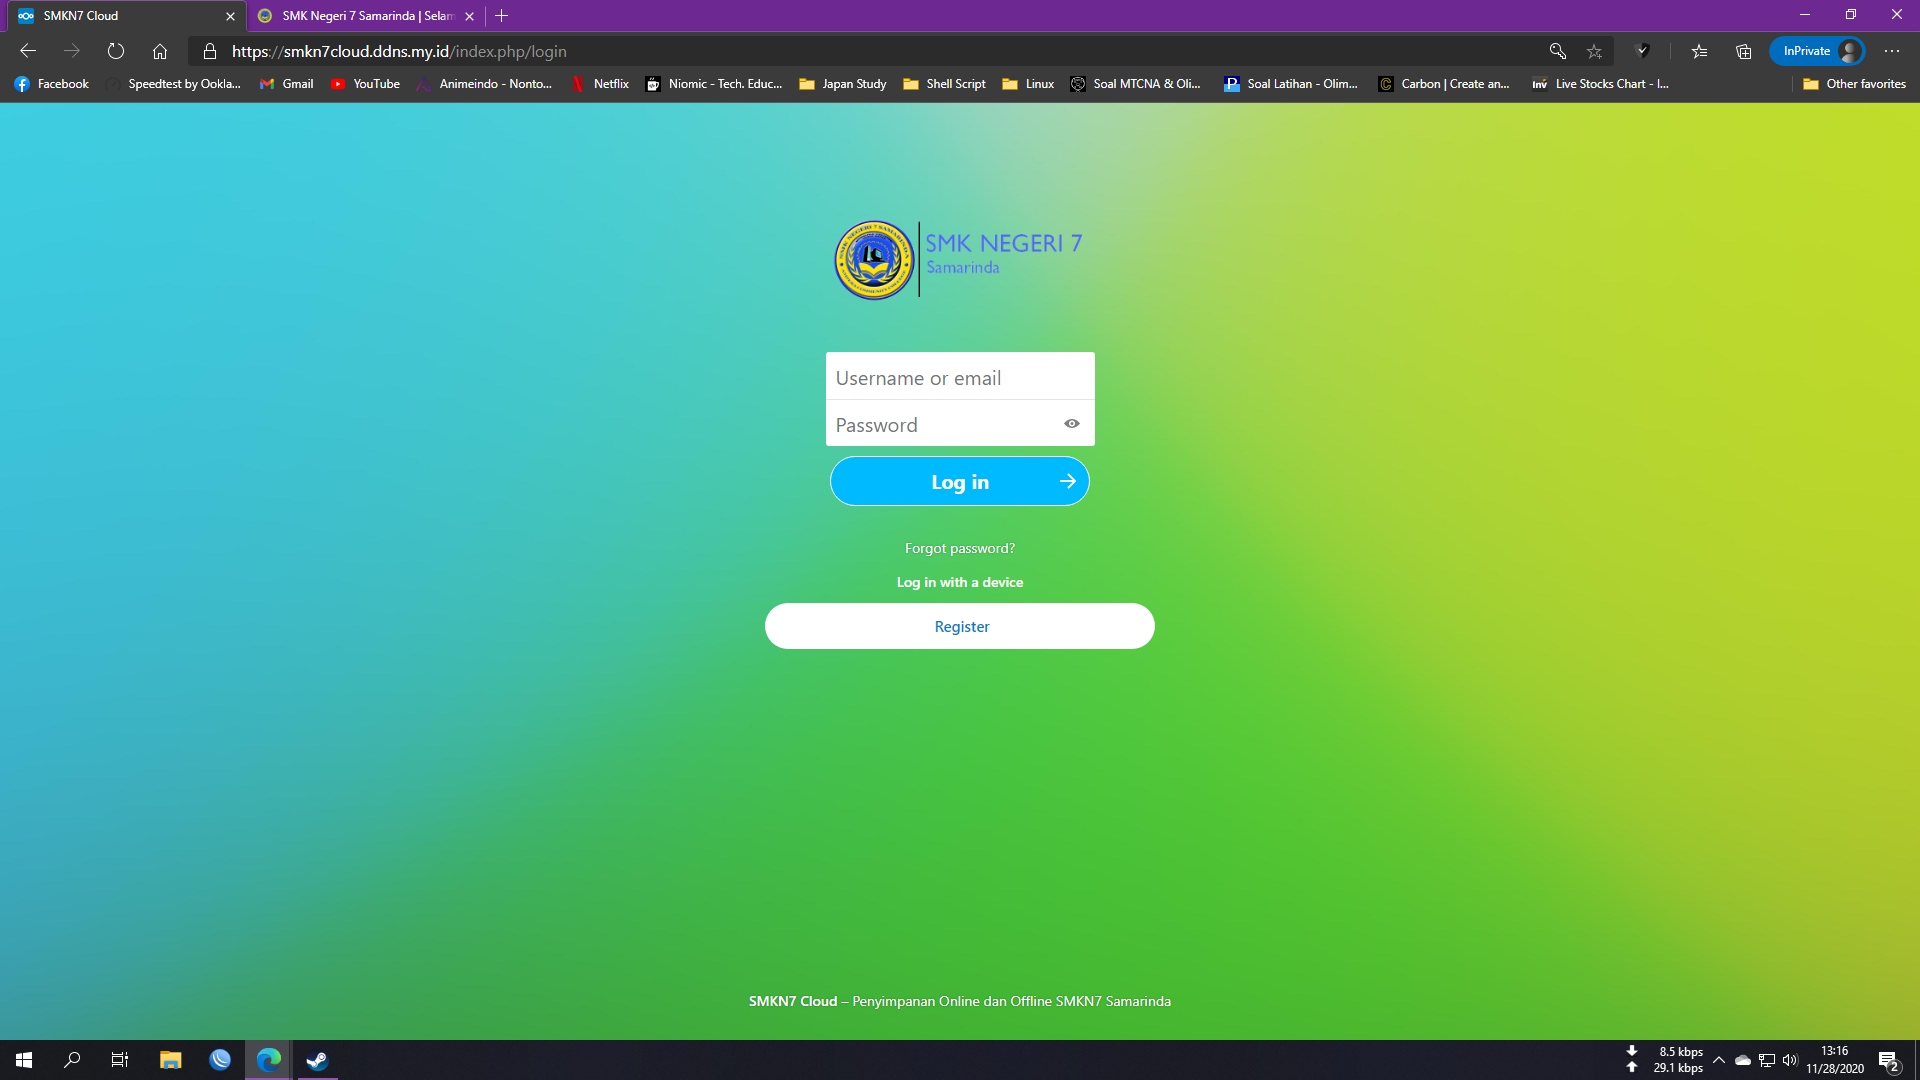 SMKN7 Cloud
SMK Negeri 7 Samarinda | Selam
https://smkn7cloud.ddns.my.id/index.php/login
InPrivate
Facebook
Speedtest by Ookla...
Gmail
YouTube
Animeindo - Nonto...
Netflix
Niomic - Tech. Educ...
Japan Study
Shell Script
Linux
Soal MTCNA & Oli...
Soal Latihan - Olim...
Carbon | Create an...
Inv
Live Stocks Chart - I...
Other favorites
SMK NEGERI 7
Samarinda
Username or email
Password
Log in
Forgot password?
Log in with a device
Register
SMKN7 Cloud – Penyimpanan Online dan Offline SMKN7 Samarinda
8.5 kbps
29.1 kbps
13:16
11/28/2020
2